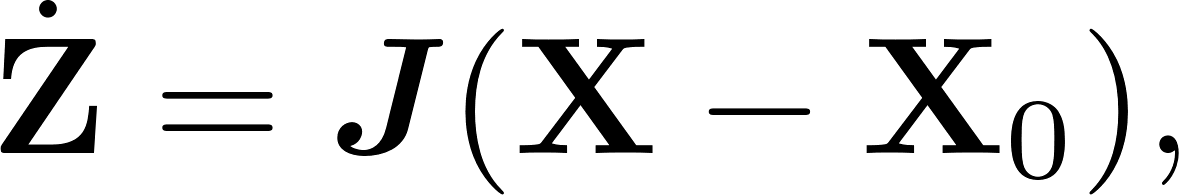 Ż = J(X − X₀),